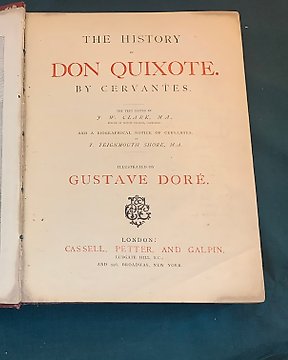 THE HISTORY
OF
DON QUIXOTE.
BY CERVANTES.
THE TEXT EDITED BY
J. W. CLARK, M.A.
AND A BIOGRAPHICAL NOTICE OF CERVANTES,
BY
T. TEIGNMOUTH SHORE, M.A.
ILLUSTRATED BY
GUSTAVE DORÉ.
LONDON:
CASSELL, PETTER, AND GALPIN,
LUDGATE HILL, E.C.;
AND 596, BROADWAY, NEW YORK.